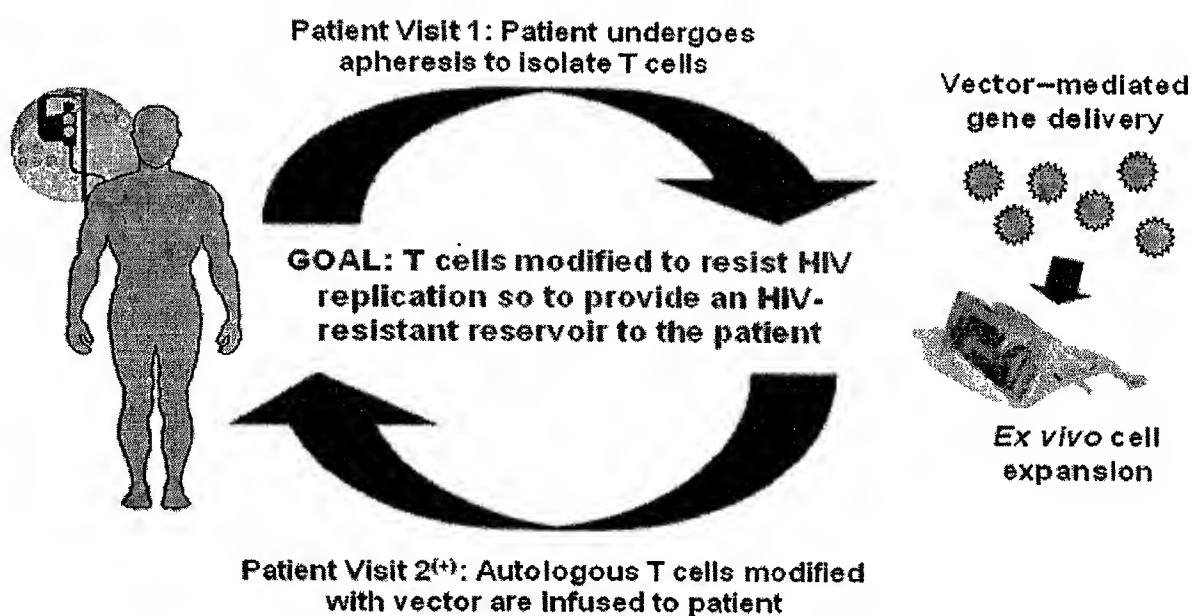 Patient Visit 1: Patient undergoes
apheresis to isolate T cells
Vector–mediated
gene delivery
GOAL: T cells modified to resist HIV
replication so to provide an HIV-
resistant reservoir to the patient
Ex vivo cell
expansion
Patient Visit 2⁽⁺⁾: Autologous T cells modified
with vector are infused to patient